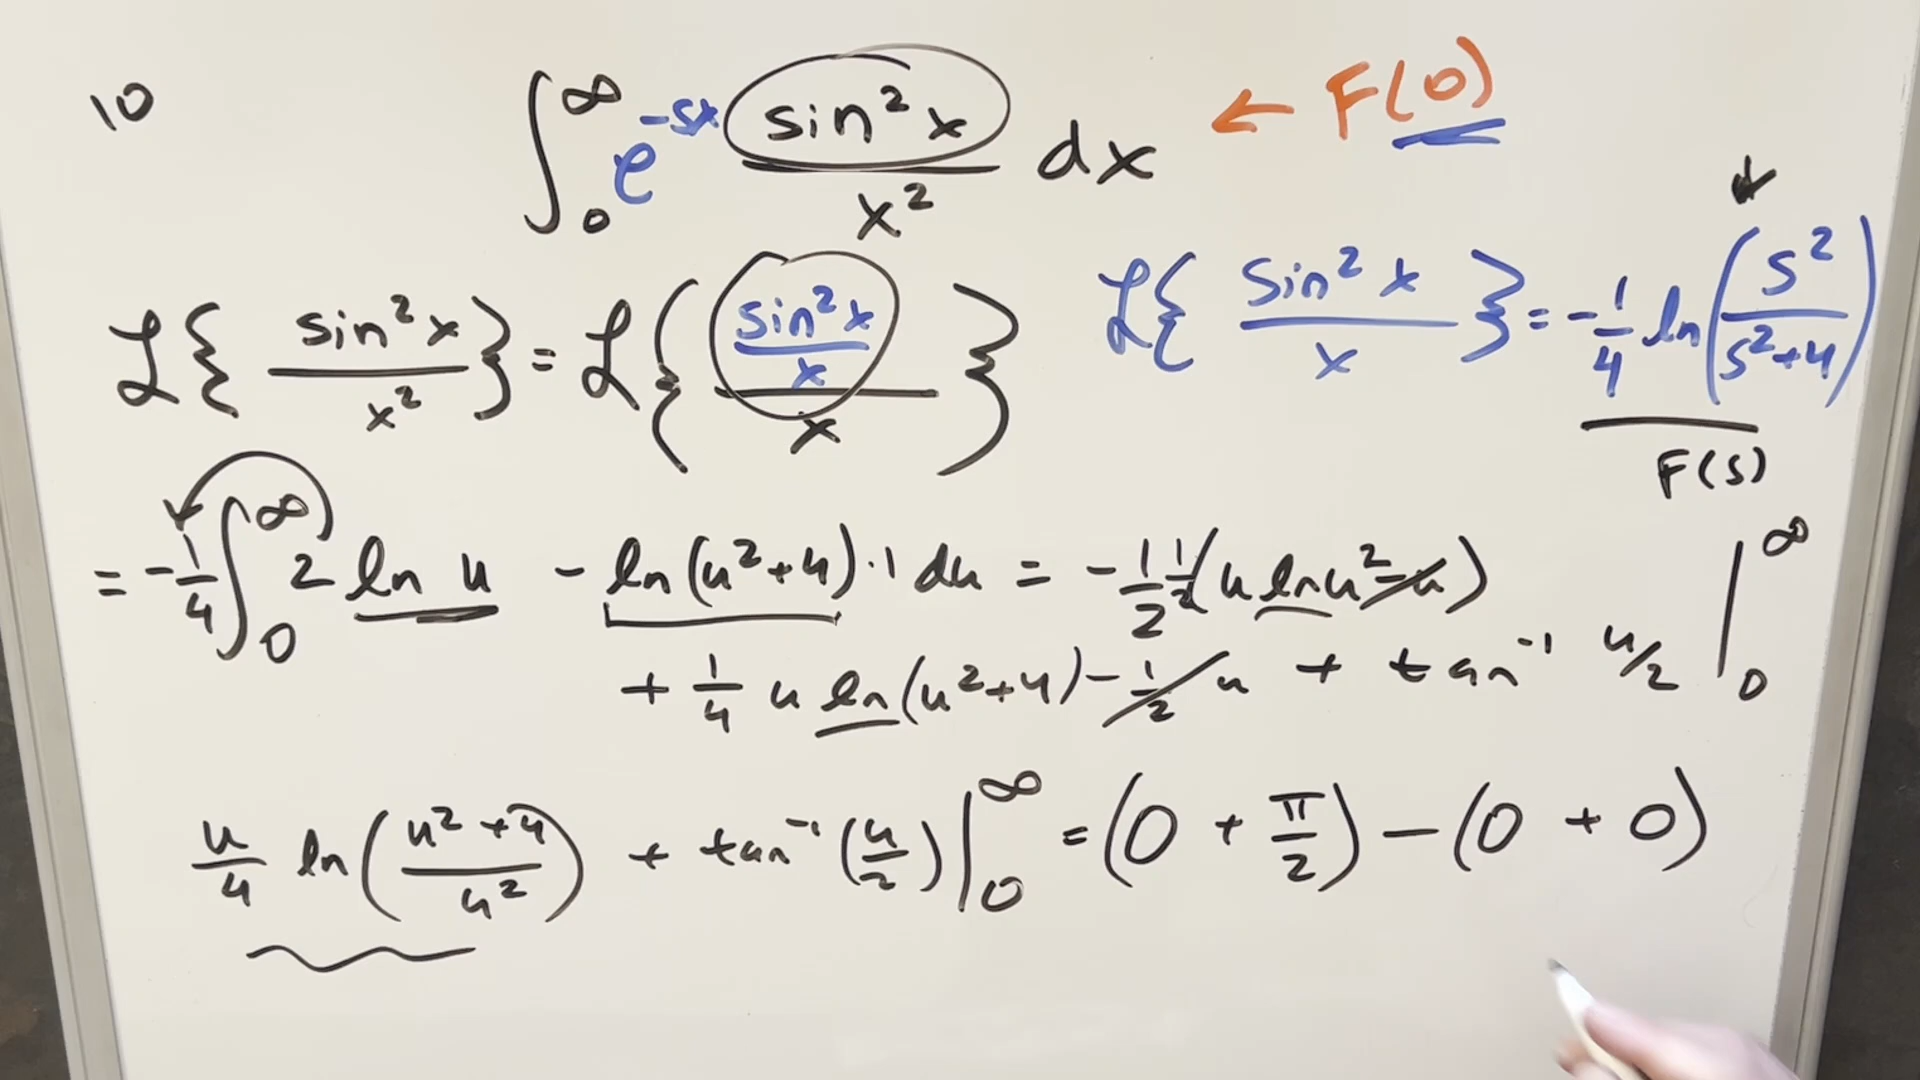 10
∫₀^∞ e^{-sx} sin²x / x² dx ← F(0)
ℒ{ sin²x / x² } = ℒ{ (sin²x / x) / x }
ℒ{ sin²x / x } = -1/4 ln( s² / (s²+4) )
F(s)
= -1/4 ∫₀^∞ 2 ln u - ln(u²+4)·1 du = -1/2 1/2 (u ln u² - u)
+ 1/4 u ln(u²+4) - 1/2 u + tan⁻¹ u/2 |₀^∞
u/4 ln( (u²+4) / u² ) + tan⁻¹(u/2) |₀^∞ = (0 + π/2) - (0 + 0)